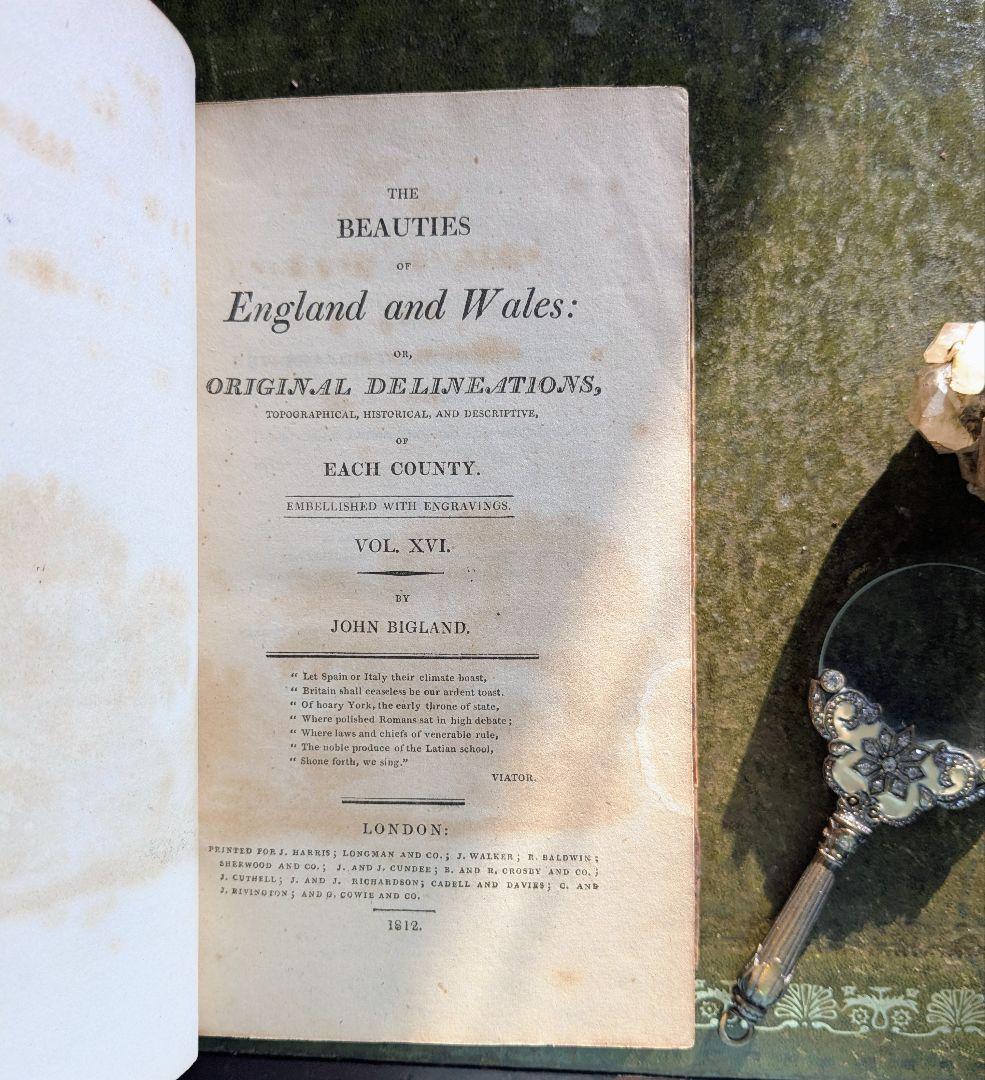 THE
BEAUTIES
OF
England and Wales:
OR,
ORIGINAL DELINEATIONS,
TOPOGRAPHICAL, HISTORICAL, AND DESCRIPTIVE,
OF
EACH COUNTY.
EMBELLISHED WITH ENGRAVINGS.
VOL. XVI.
BY
JOHN BIGLAND.
“ Let Spain or Italy their climate boast,
“ Britain shall ceaseless be our ardent toast.
“ Of hoary York, the early throne of state,
“ Where polished Romans sat in high debate;
“ Where laws and chiefs of venerable rule,
“ The noble produce of the Latian school,
“ Shone forth, we sing.”
VIATOR.
LONDON:
PRINTED FOR J. HARRIS; LONGMAN AND CO.; J. WALKER; R. BALDWIN;
SHERWOOD AND CO.; J. AND J. CUNDEE; B. AND R. CROSBY AND CO.;
J. CUTHELL; J. AND J. RICHARDSON; CADELL AND DAVIES; C. AND
J. RIVINGTON; AND G. COWIE AND CO.
1812.